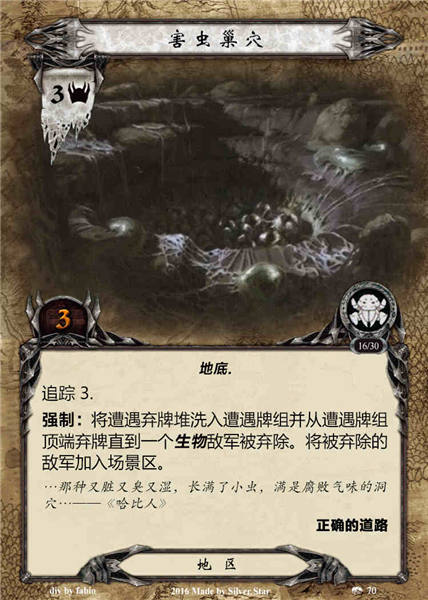 害虫巢穴
3
3
16/30
地底.
追踪 3.
强制：将遭遇弃牌堆洗入遭遇牌组并从遭遇牌组
顶端弃牌直到一个生物敌军被弃除。将被弃除的
敌军加入场景区。
…那种又脏又臭又湿，长满了小虫，满是腐败气味的洞
穴…——《哈比人》
正确的道路
地区
diy by fabio
2016 Made by Silver.Star
70